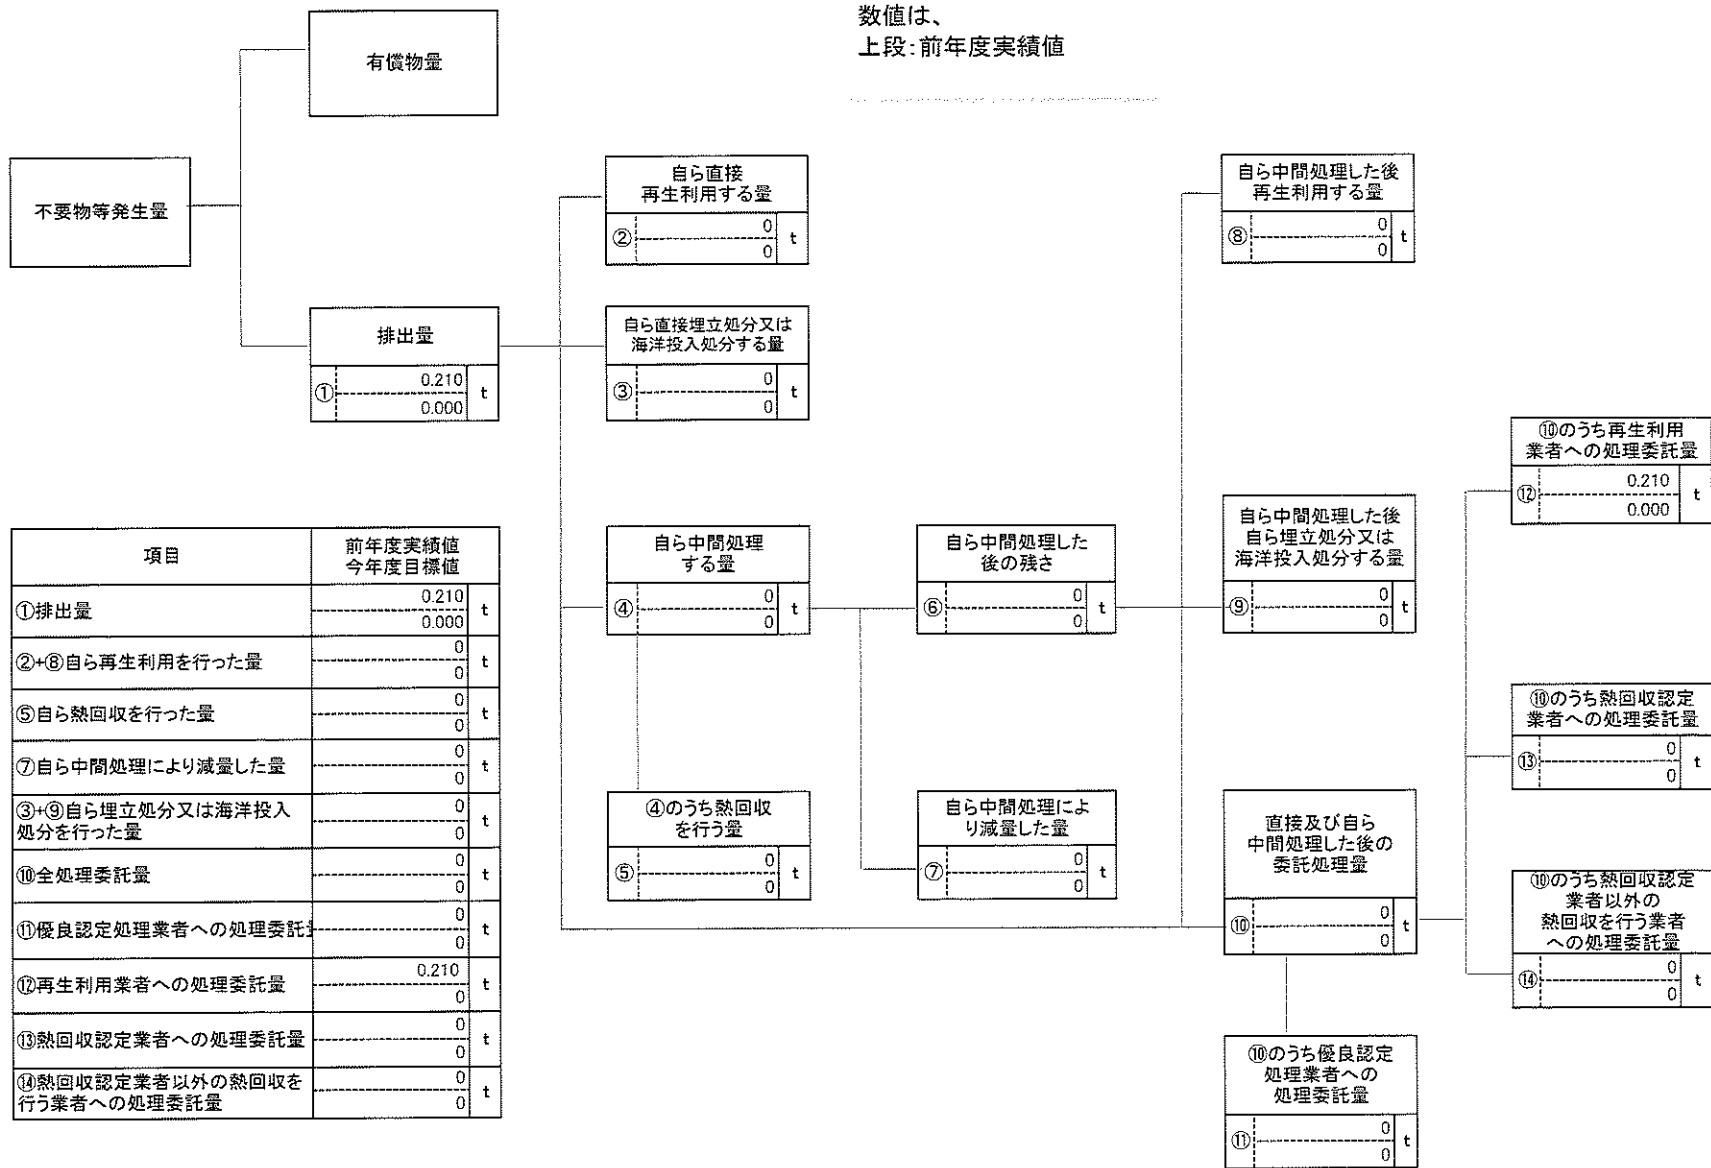 数値は、
上段:前年度実績値
有償物量
不要物等発生量
排出量
① 0.210 t
0.000
自ら直接
再生利用する量
② 0 t
0
自ら直接埋立処分又は
海洋投入処分する量
③ 0 t
0
自ら中間処理した後
再生利用する量
⑧ 0 t
0
自ら中間処理
する量
④ 0 t
0
自ら中間処理した
後の残さ
⑥ 0 t
0
自ら中間処理した後
自ら埋立処分又は
海洋投入処分する量
⑨ 0 t
0
④のうち熱回収
を行う量
⑤ 0 t
0
自ら中間処理によ
り減量した量
⑦ 0 t
0
直接及び自ら
中間処理した後の
委託処理量
⑩ 0 t
0
⑩のうち優良認定
処理業者への
処理委託量
⑪ 0 t
0
⑩のうち再生利用
業者への処理委託量
⑫ 0.210 t
0.000
⑩のうち熱回収認定
業者への処理委託量
⑬ 0 t
0
⑩のうち熱回収認定
業者以外の
熱回収を行う業者
への処理委託量
⑭ 0 t
0
項目 前年度実績値
今年度目標値
①排出量 0.210 t
0.000
②+⑧自ら再生利用を行った量 0 t
0
⑤自ら熱回収を行った量 0 t
0
⑦自ら中間処理により減量した量 0 t
0
③+⑨自ら埋立処分又は海洋投入
処分を行った量 0 t
0
⑩全処理委託量 0 t
0
⑪優良認定処理業者への処理委託 0 t
0
⑫再生利用業者への処理委託量 0.210 t
0
⑬熱回収認定業者への処理委託量 0 t
0
⑭熱回収認定業者以外の熱回収を
行う業者への処理委託量 0 t
0